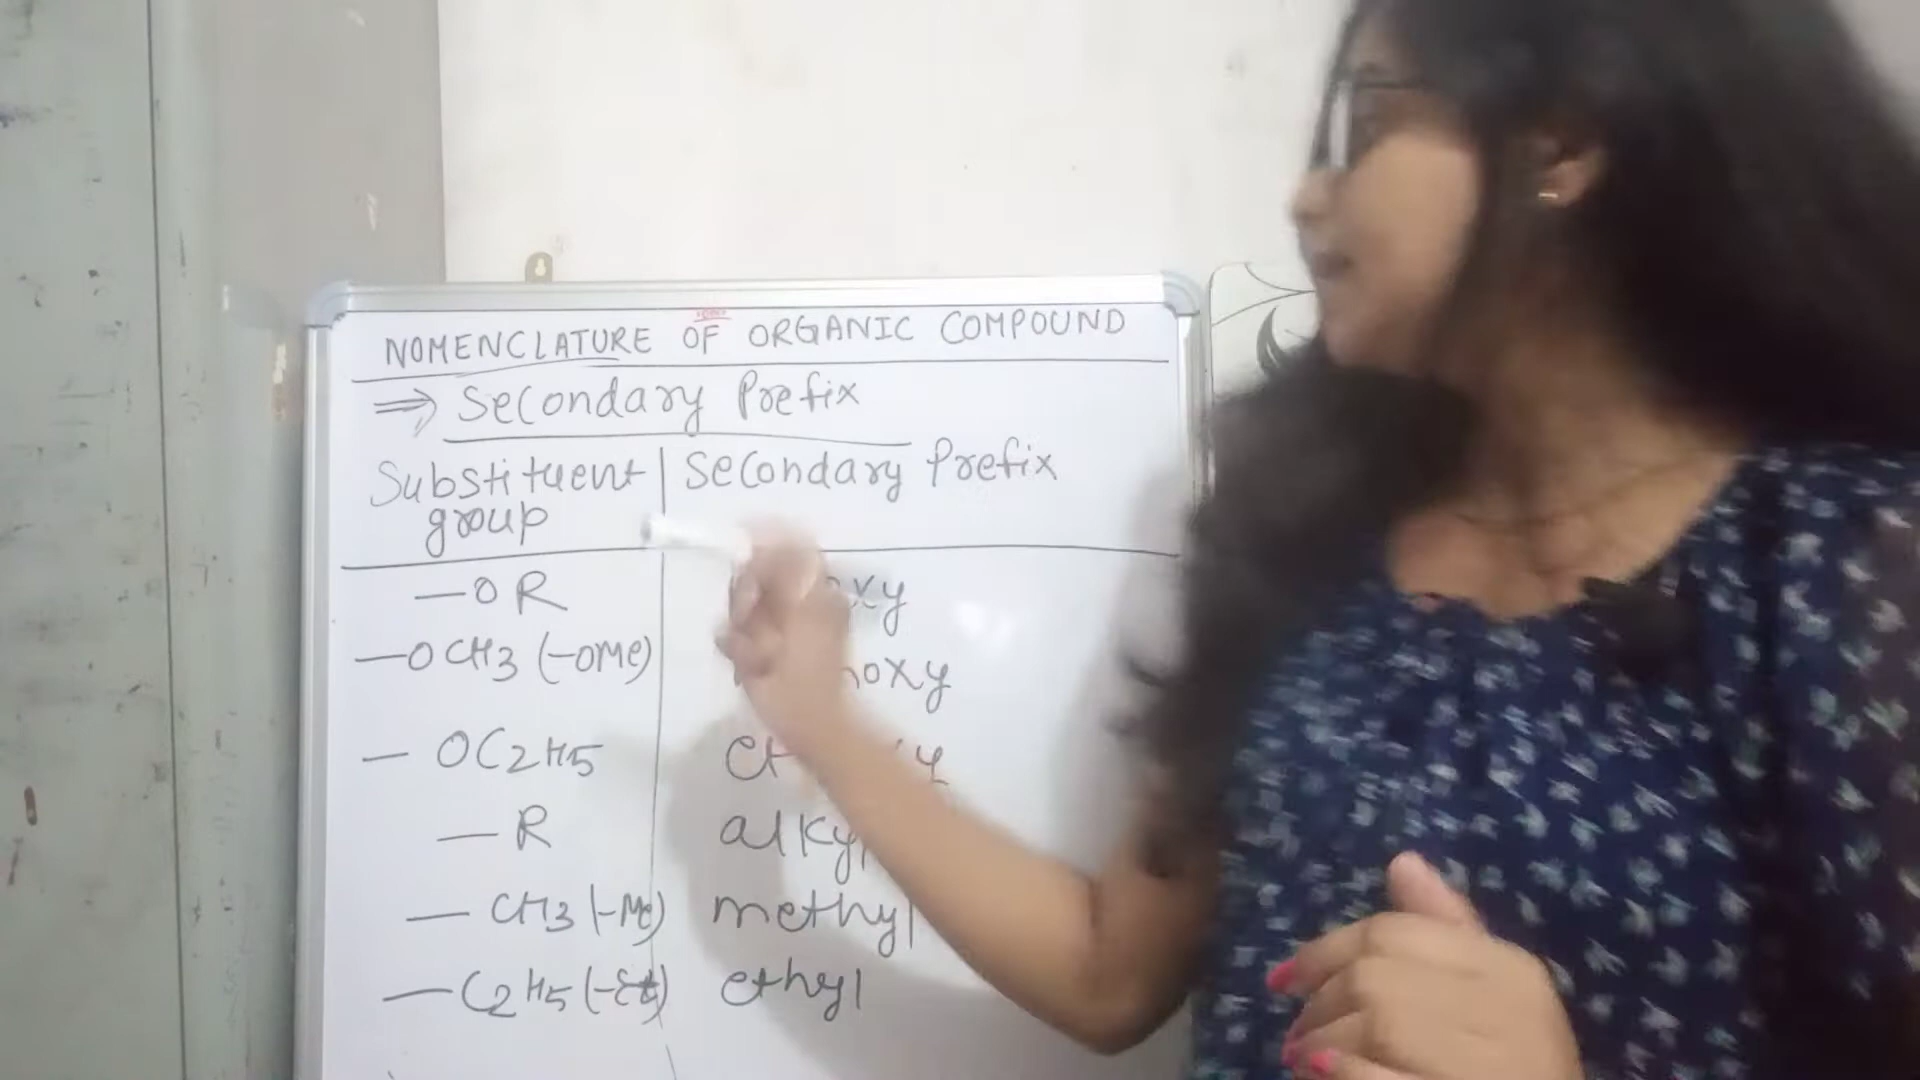 NOMENCLATURE OF ORGANIC COMPOUND
⇒ Secondary Prefix
Substituent group | Secondary Prefix
—OR
—OCH3 (-OMe)
— OC2H5
—R alkyl
— CH3 (-Me) methyl
— C2H5 (-Et) ethyl